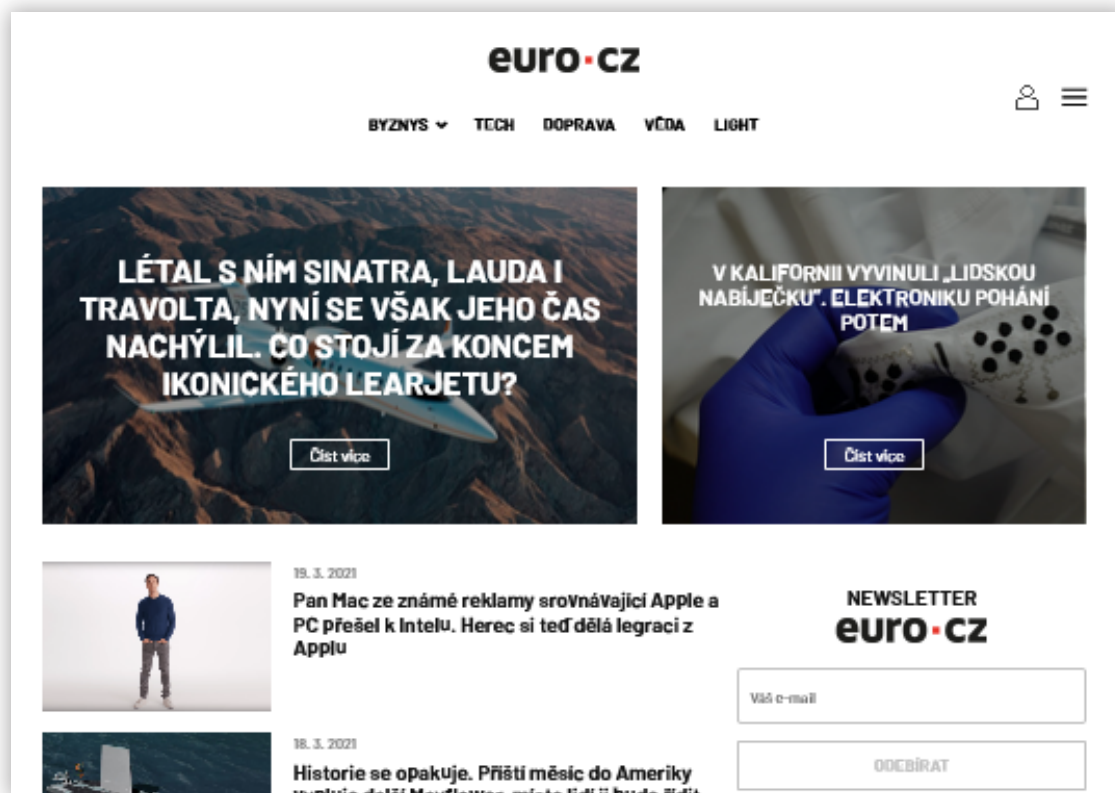 euro·cz
BYZNYS TECH DOPRAVA VĚDA LIGHT
LÉTAL S NÍM SINATRA, LAUDA I
TRAVOLTA, NYNÍ SE VŠAK JEHO ČAS
NACHÝLIL. CO STOJÍ ZA KONCEM
IKONICKÉHO LEARJETU?
Číst více
V KALIFORNII VYVINULI „LIDSKOU
NABÍJEČKU“. ELEKTRONIKU POHÁNÍ
POTEM
Číst více
19. 3. 2021
Pan Mac ze známé reklamy srovnávající Apple a
PC přešel k Intelu. Herec si teď dělá legraci z
Applu
NEWSLETTER
euro·cz
Váš e-mail
ODEBÍRAT
18. 3. 2021
Historie se opakuje. Příští měsíc do Ameriky